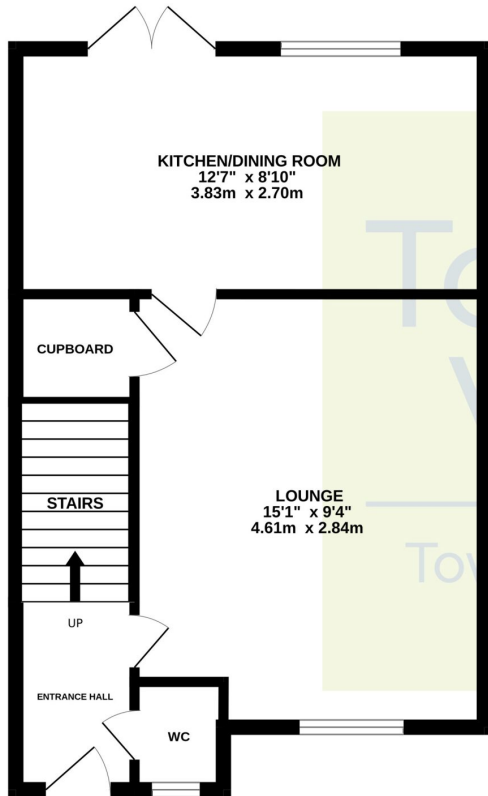 KITCHEN/DINING ROOM
12'7" x 8'10"
3.83m x 2.70m
CUPBOARD
STAIRS
LOUNGE
15'1" x 9'4"
4.61m x 2.84m
UP
ENTRANCE HALL
WC